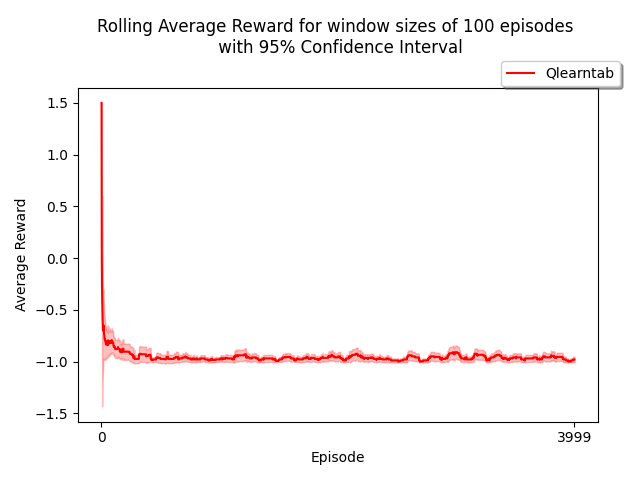 Rolling Average Reward for window sizes of 100 episodes
with 95% Confidence Interval
Qlearntab
1.5
1.0
0.5
0.0
−0.5
−1.0
−1.5
Average Reward
0
3999
Episode